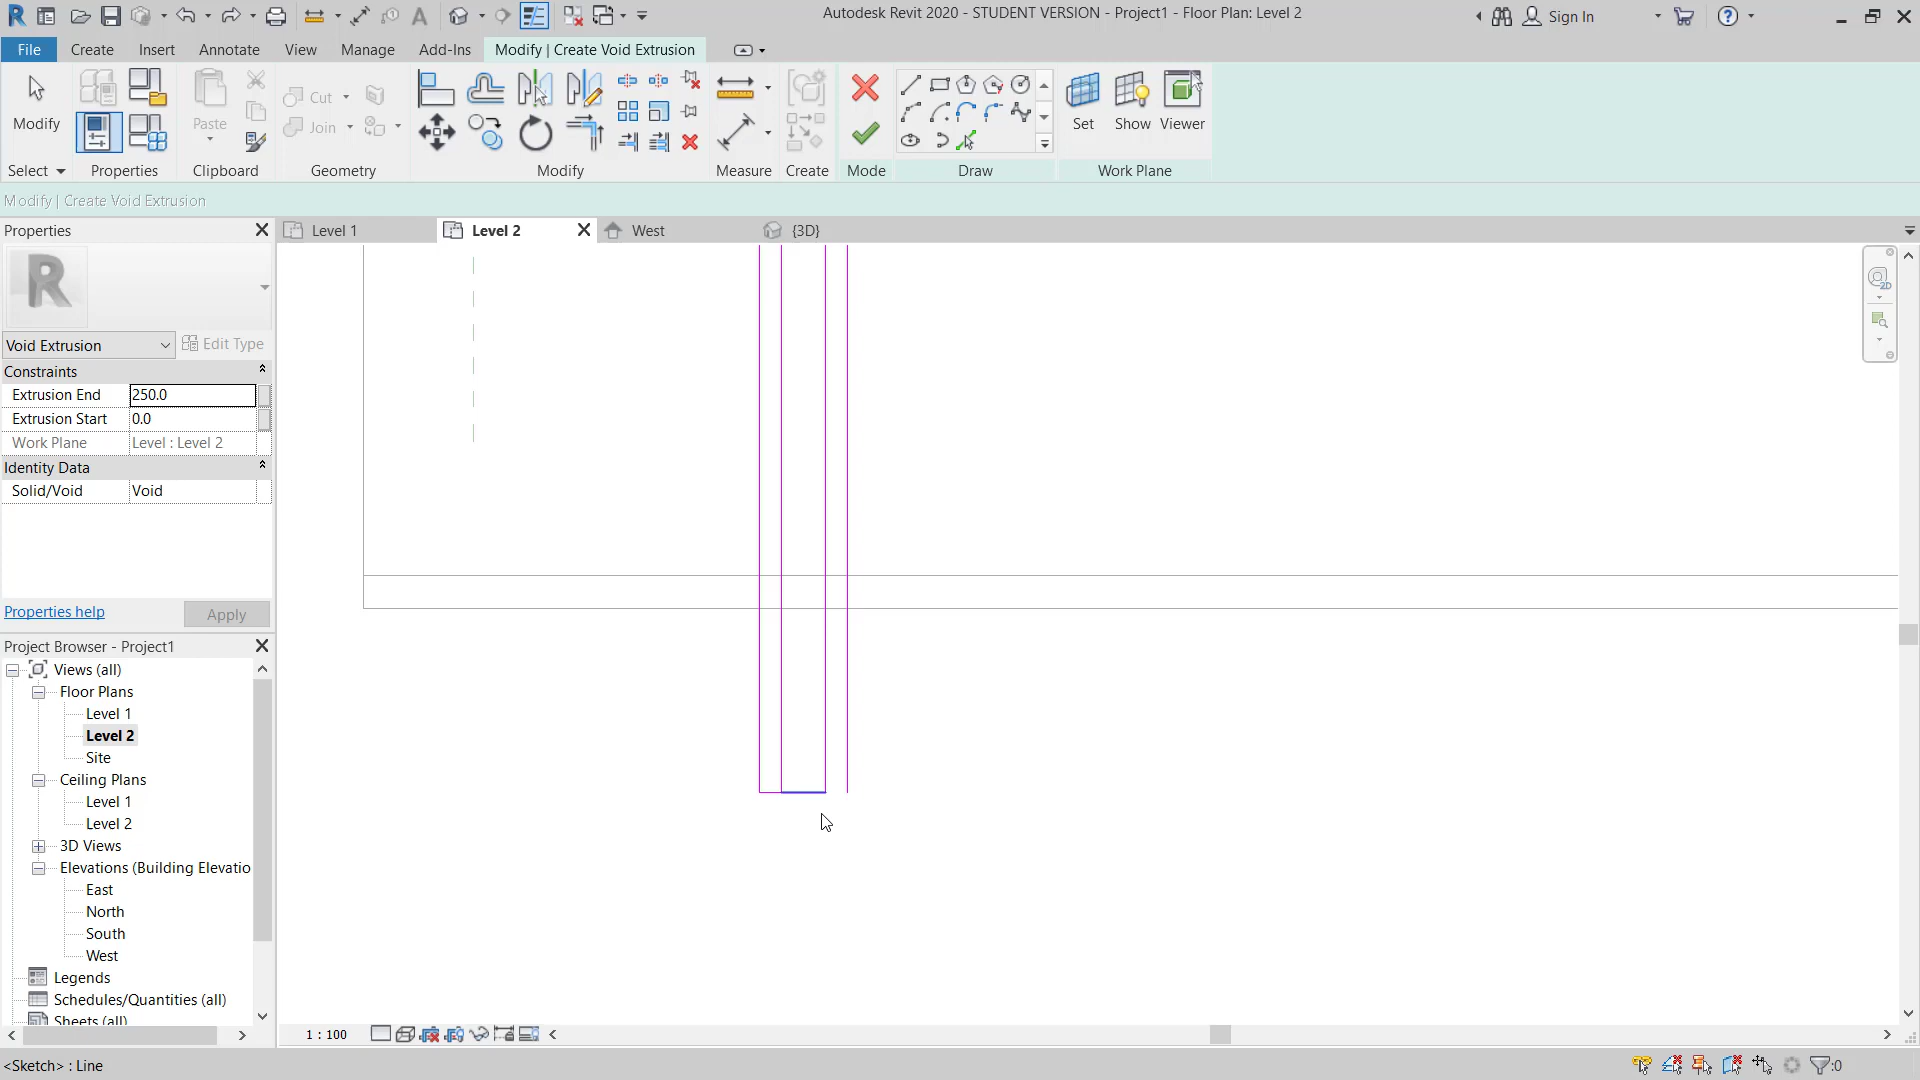 Autodesk Revit 2020 - STUDENT VERSION - Project1 - Floor Plan: Level 2
Sign In
File
Create
Insert
Annotate
View
Manage
Add-Ins
Modify | Create Void Extrusion
Modify
Paste
Cut
Join
Set
Show
Viewer
Select
Properties
Clipboard
Geometry
Modify
Measure
Create
Mode
Draw
Work Plane
Modify | Create Void Extrusion
Properties
Level 1
Level 2
West
{3D}
R
Void Extrusion
Edit Type
Constraints
Extrusion End 250.0
Extrusion Start 0.0
Work Plane Level : Level 2
Identity Data
Solid/Void Void
Properties help
Apply
Project Browser - Project1
Views (all)
Floor Plans
Level 1
Level 2
Site
Ceiling Plans
Level 1
Level 2
3D Views
Elevations (Building Elevatio
East
North
South
West
Legends
Schedules/Quantities (all)
Sheets (all)
2D
1 : 100
<Sketch> : Line
:0